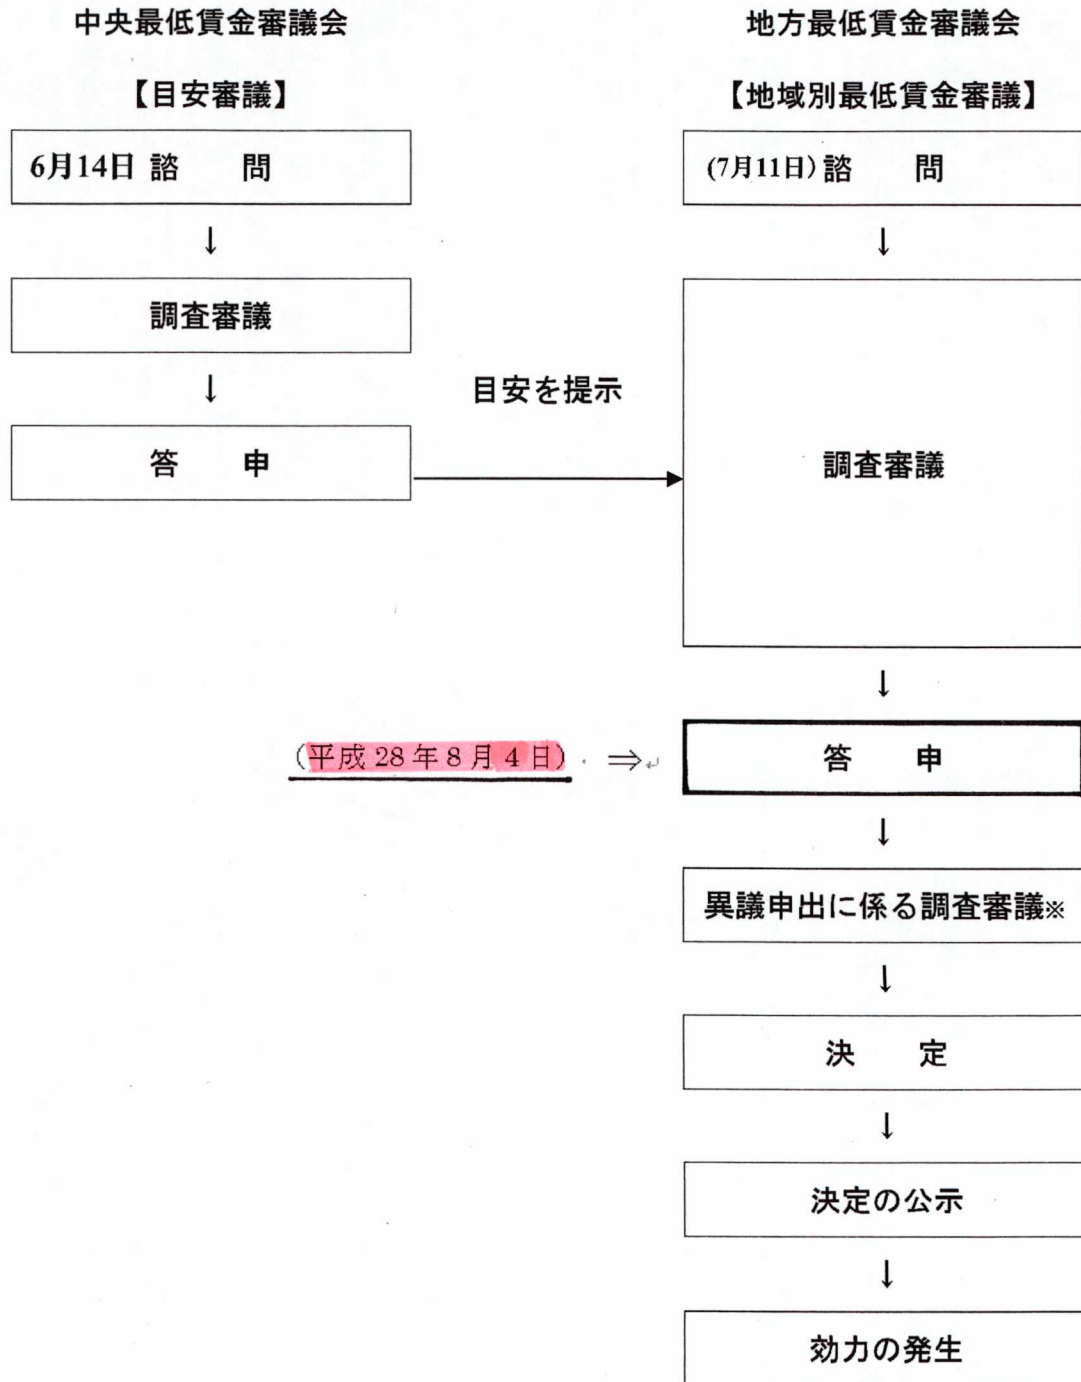 中央最低賃金審議会
【目安審議】
6月14日 諮 問
↓
調査審議
↓
答 申
目安を提示
地方最低賃金審議会
【地域別最低賃金審議】
(7月11日) 諮 問
↓
調査審議
↓
(平成28年8月4日) ⇒
答 申
↓
異議申出に係る調査審議※
↓
決 定
↓
決定の公示
↓
効力の発生